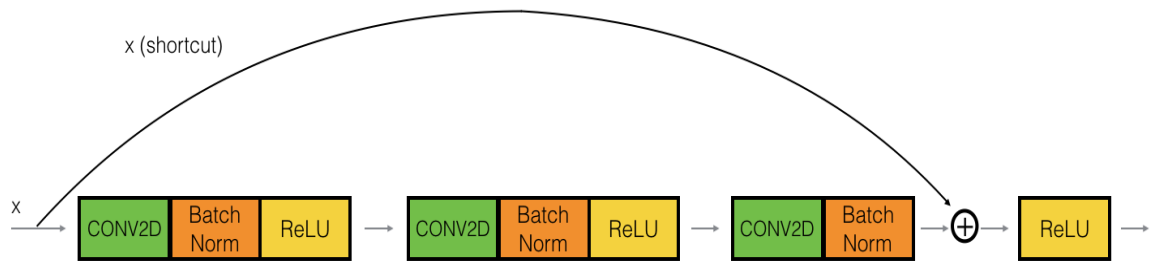 x (shortcut)
x
CONV2D
Batch
Norm
ReLU
CONV2D
Batch
Norm
ReLU
CONV2D
Batch
Norm
+
ReLU